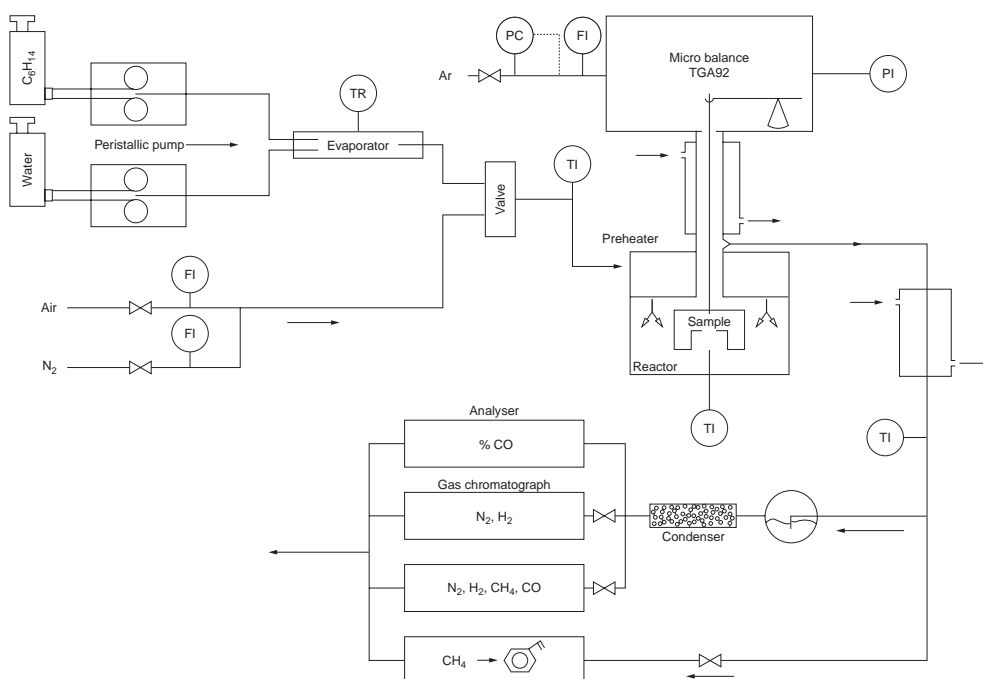 C6H14
Water
Peristallic pump
TR
Evaporator
Valve
TI
Ar
PC
FI
Micro balance
TGA92
PI
Preheater
Sample
Reactor
TI
Air
FI
FI
N2
TI
Analyser
% CO
Gas chromatograph
N2, H2
Condenser
N2, H2, CH4, CO
CH4